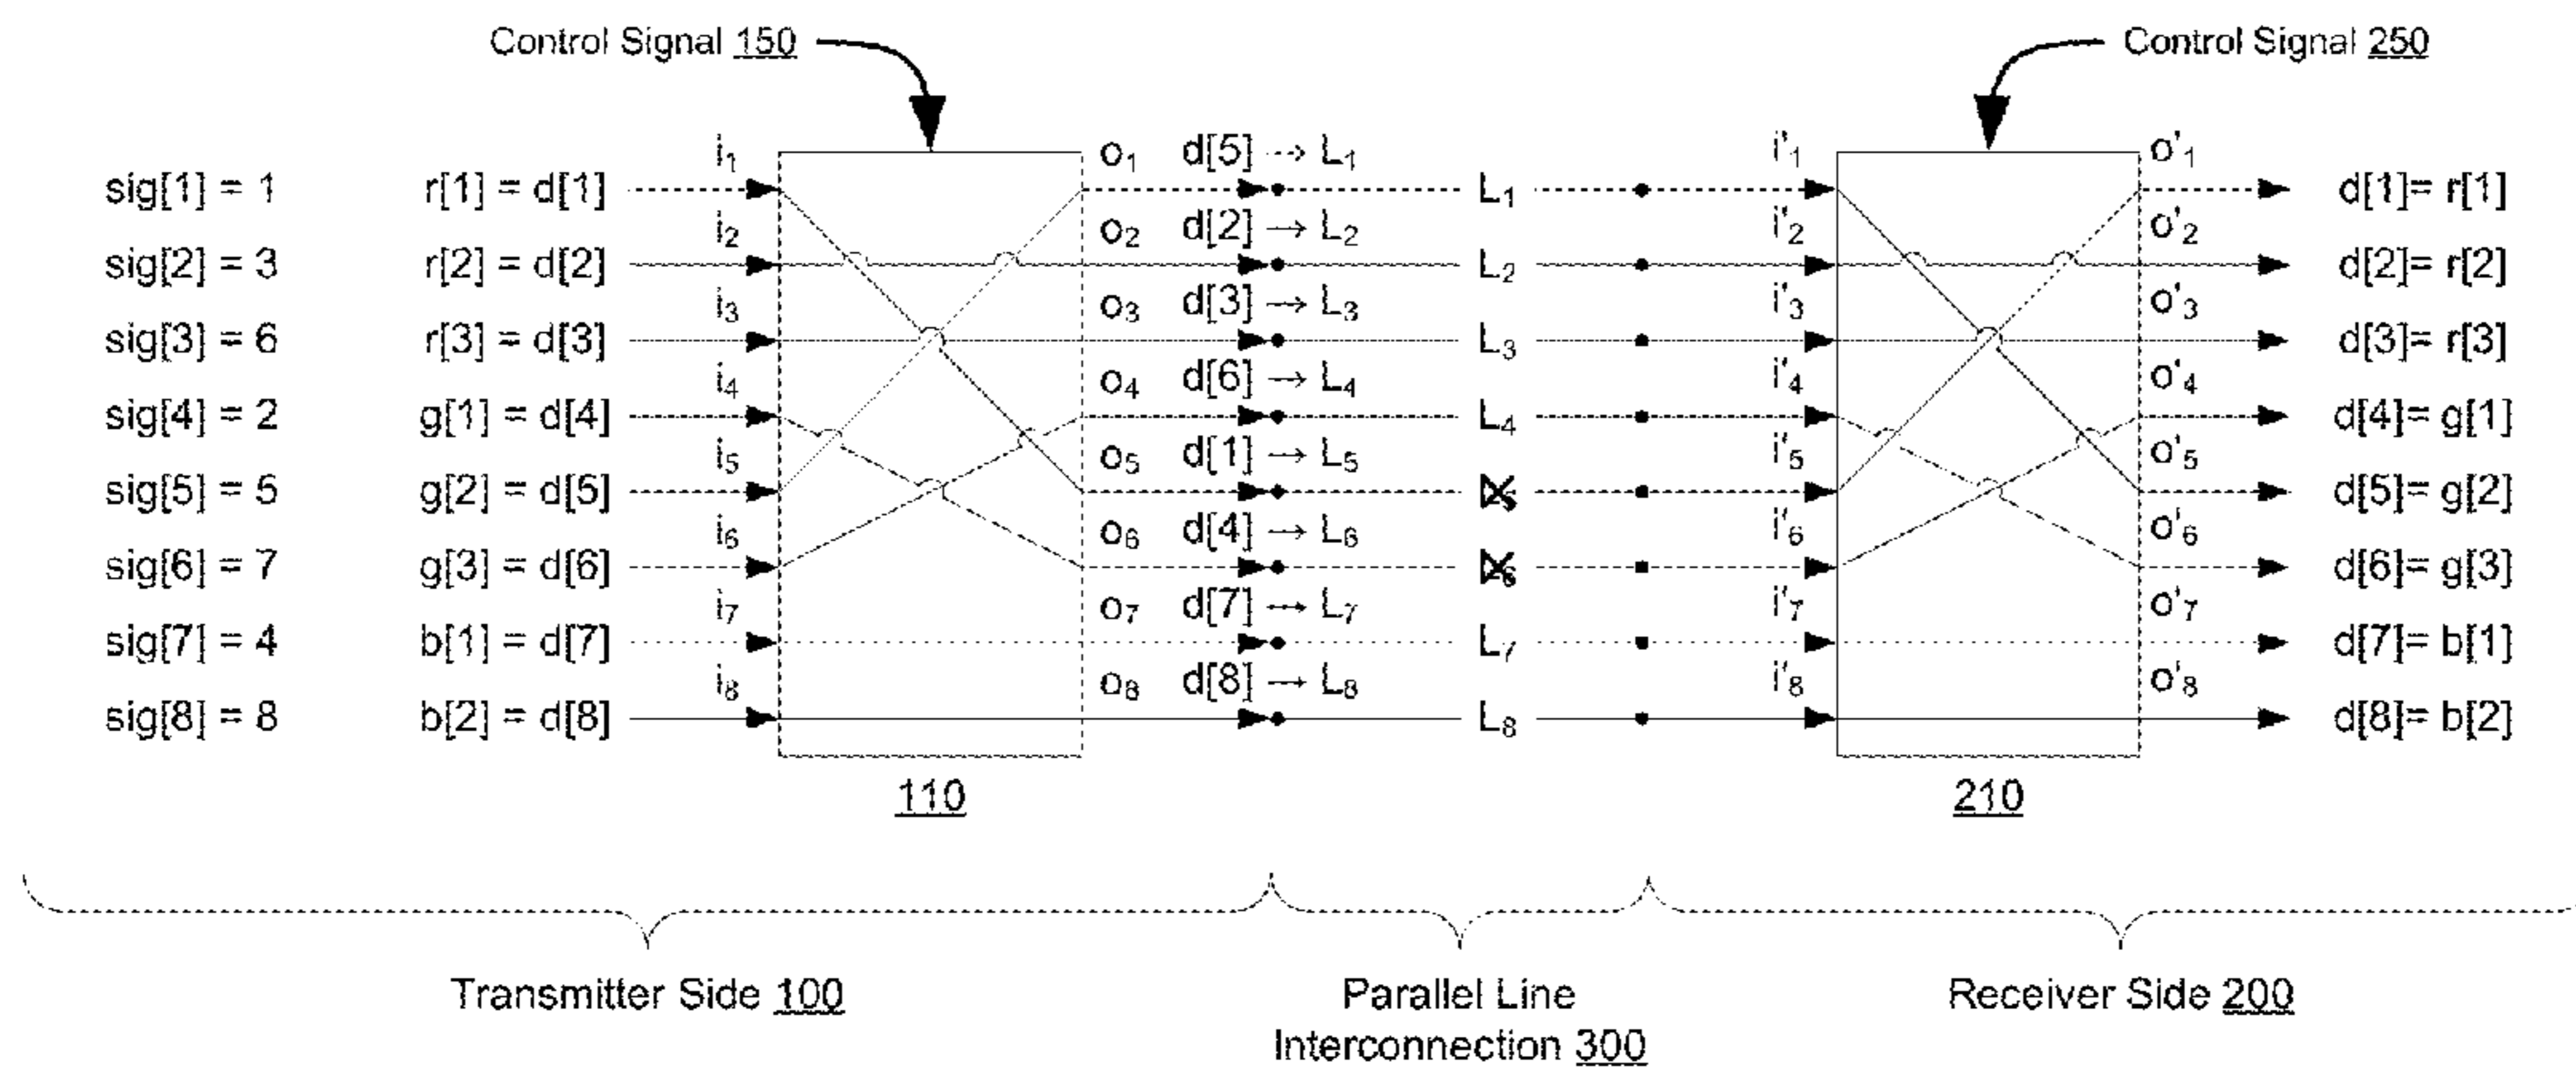 Control Signal 150 Control Signal 250
i1 o1 d[5] → L1 i'1 o'1
sig[1] = 1 r[1] = d[1] L1 d[1]= r[1]
i2 o2 d[2] → L2 i'2 o'2
sig[2] = 3 r[2] = d[2] L2 d[2]= r[2]
i3 o3 d[3] → L3 i'3 o'3
sig[3] = 6 r[3] = d[3] L3 d[3]= r[3]
i4 o4 d[6] → L4 i'4 o'4
sig[4] = 2 g[1] = d[4] L4 d[4]= g[1]
i5 o5 d[1] → L5 i'5 o'5
sig[5] = 5 g[2] = d[5] L5 d[5]= g[2]
i6 o6 d[4] → L6 i'6 o'6
sig[6] = 7 g[3] = d[6] L6 d[6]= g[3]
i7 o7 d[7] → L7 i'7 o'7
sig[7] = 4 b[1] = d[7] L7 d[7]= b[1]
i8 o8 d[8] → L8 i'8 o'8
sig[8] = 8 b[2] = d[8] L8 d[8]= b[2]
110 210
Transmitter Side 100 Parallel Line Receiver Side 200
Interconnection 300